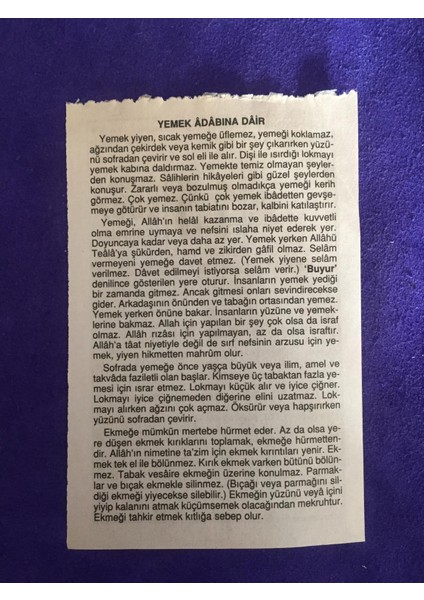 YEMEK ÂDÂBINA DÂİR
Yemek yiyen, sıcak yemeğe üflemez, yemeği koklamaz,
ağzından çekirdek veya kemik gibi bir şey çıkarırken yüzü-
nü sofradan çevirir ve sol eli ile alır. Dişi ile ısırdığı lokmayı
yemek kabına daldırmaz. Yemekte temiz olmayan şeyler-
den konuşmaz. Sâlihlerin hikâyeleri gibi güzel şeylerden
konuşur. Zararlı veya bozulmuş olmadıkça yemeği kerih
görmez. Çok yemez. Çünkü çok yemek ibâdetten gevşe-
meye götürür ve insanın tabiatını bozar, kalbini katılaştırır.
Yemeği, Allâh'ın helâl kazanma ve ibâdette kuvvetli
olma emrine uymaya ve nefsini ıslaha niyet ederek yer.
Doyuncaya kadar veya daha az yer. Yemek yerken Allâhü
Teâlâ'ya şükürden, hamd ve zikirden gâfil olmaz. Selâm
vermeyeni yemeğe davet etmez. (Yemek yiyene selâm
verilmez. Dâvet edilmeyi istiyorsa selâm verir.) 'Buyur'
denilince gösterilen yere oturur. İnsanların yemek yediği
bir zamanda gitmez. Ancak gitmesi onları sevindirecekse
gider. Arkadaşının önünden ve tabağın ortasından yemez.
Yemek yerken önüne bakar. İnsanların yüzüne ve yemek-
lerine bakmaz. Allah için yapılan bir şey çok olsa da israf
olmaz. Allâh rızâsı için yapılmayan, az da olsa israftır.
Allâh'a tâat niyetiyle değil de sırf nefsinin arzusu için ye-
mek, yiyen hikmetten mahrûm olur.
Sofrada yemeğe önce yaşça büyük veya ilim, amel ve
takvâda faziletli olan başlar. Kimseye üç tabaktan fazla ye-
mesi için ısrar etmez. Lokmayı küçük alır ve iyice çiğner.
Lokmayı iyice çiğnemeden diğerine elini uzatmaz. Lok-
mayı alırken ağzını çok açmaz. Öksürür veya hapşırırken
yüzünü sofradan çevirir.
Ekmeğe mümkün mertebe hürmet eder. Az da olsa ye-
re düşen ekmek kırıklarını toplamak, ekmeğe hürmetten-
dir. Allâh'ın nimetine ta'zim için ekmek kırıntıları yenir. Ek-
mek tek el ile bölünmez. Kırık ekmek varken bütünü bölün-
mez. Tabak vesâire ekmeğin üzerine konulmaz. Parmak-
lar ve bıçak ekmekle silinmez. (Bıçağı veya parmağını sil-
diği ekmeği yiyecekse silebilir.) Ekmeğin yüzünü veyâ içini
yiyip kalanını atmak küçümsemek olacağından mekruhtur.
Ekmeği tahkir etmek kıtlığa sebep olur.